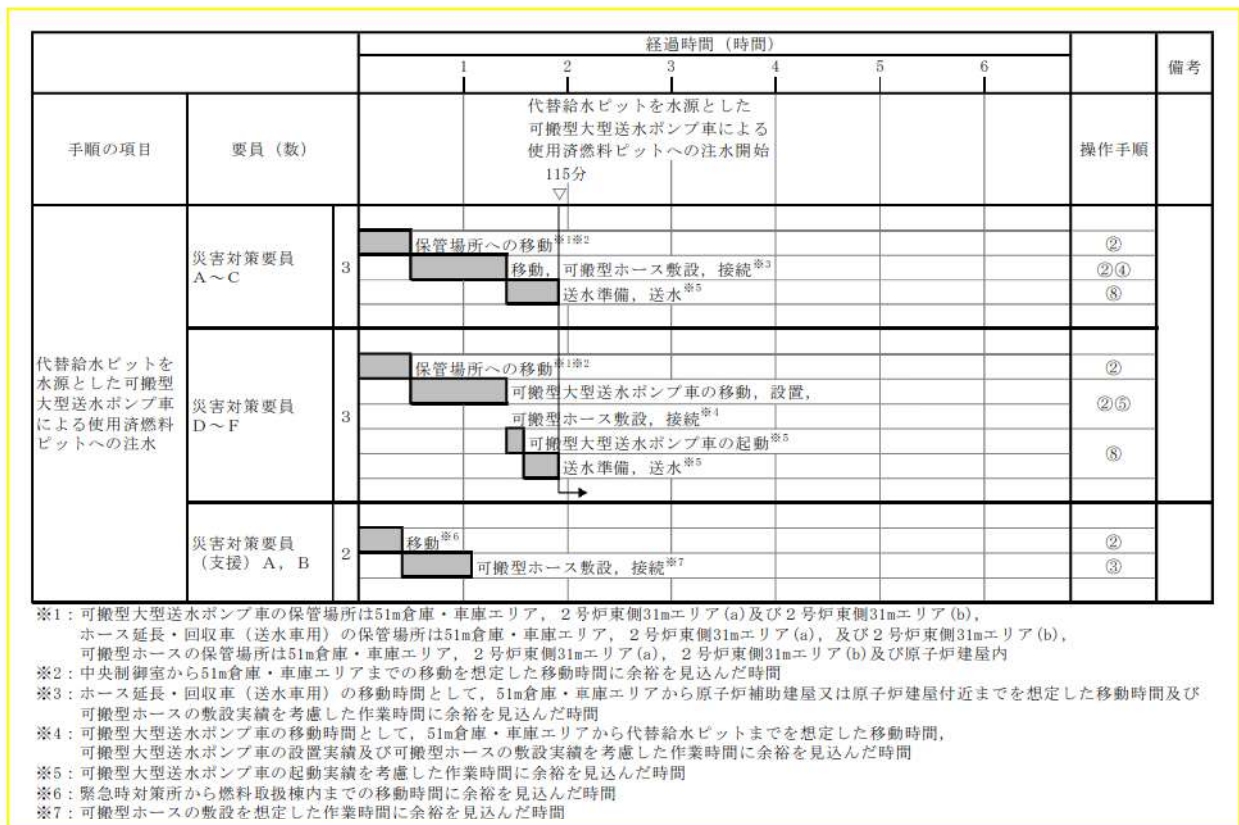 経過時間（時間）
1 2 3 4 5 6
備考
手順の項目 要員（数） 操作手順
代替給水ピットを水源とした
可搬型大型送水ポンプ車による
使用済燃料ピットへの注水開始
115分
▽
代替給水ピットを
水源とした可搬型
大型送水ポンプ車
による使用済燃料
ピットへの注水
災害対策要員
A～C
3
保管場所への移動※1※2 ②
移動，可搬型ホース敷設，接続※3 ②④
送水準備，送水※5 ⑧
災害対策要員
D～F
3
保管場所への移動※1※2 ②
可搬型大型送水ポンプ車の移動，設置，
可搬型ホース敷設，接続※4
②⑤
可搬型大型送水ポンプ車の起動※5
送水準備，送水※5
⑧
災害対策要員
（支援）A，B
2
移動※6 ②
可搬型ホース敷設，接続※7 ③
※1：可搬型大型送水ポンプ車の保管場所は51m倉庫・車庫エリア，２号炉東側31mエリア(a)及び２号炉東側31mエリア(b)，
ホース延長・回収車（送水車用）の保管場所は51m倉庫・車庫エリア，２号炉東側31mエリア(a)，及び２号炉東側31mエリア(b)，
可搬型ホースの保管場所は51m倉庫・車庫エリア，２号炉東側31mエリア(a)，２号炉東側31mエリア(b)及び原子炉建屋内
※2：中央制御室から51m倉庫・車庫エリアまでの移動を想定した移動時間に余裕を見込んだ時間
※3：ホース延長・回収車（送水車用）の移動時間として，51m倉庫・車庫エリアから原子炉補助建屋又は原子炉建屋付近までを想定した移動時間及び
可搬型ホースの敷設実績を考慮した作業時間に余裕を見込んだ時間
※4：可搬型大型送水ポンプ車の移動時間として，51m倉庫・車庫エリアから代替給水ピットまでを想定した移動時間，
可搬型大型送水ポンプ車の設置実績及び可搬型ホースの敷設実績を考慮した作業時間に余裕を見込んだ時間
※5：可搬型大型送水ポンプ車の起動実績を考慮した作業時間に余裕を見込んだ時間
※6：緊急時対策所から燃料取扱棟内までの移動時間に余裕を見込んだ時間
※7：可搬型ホースの敷設を想定した作業時間に余裕を見込んだ時間